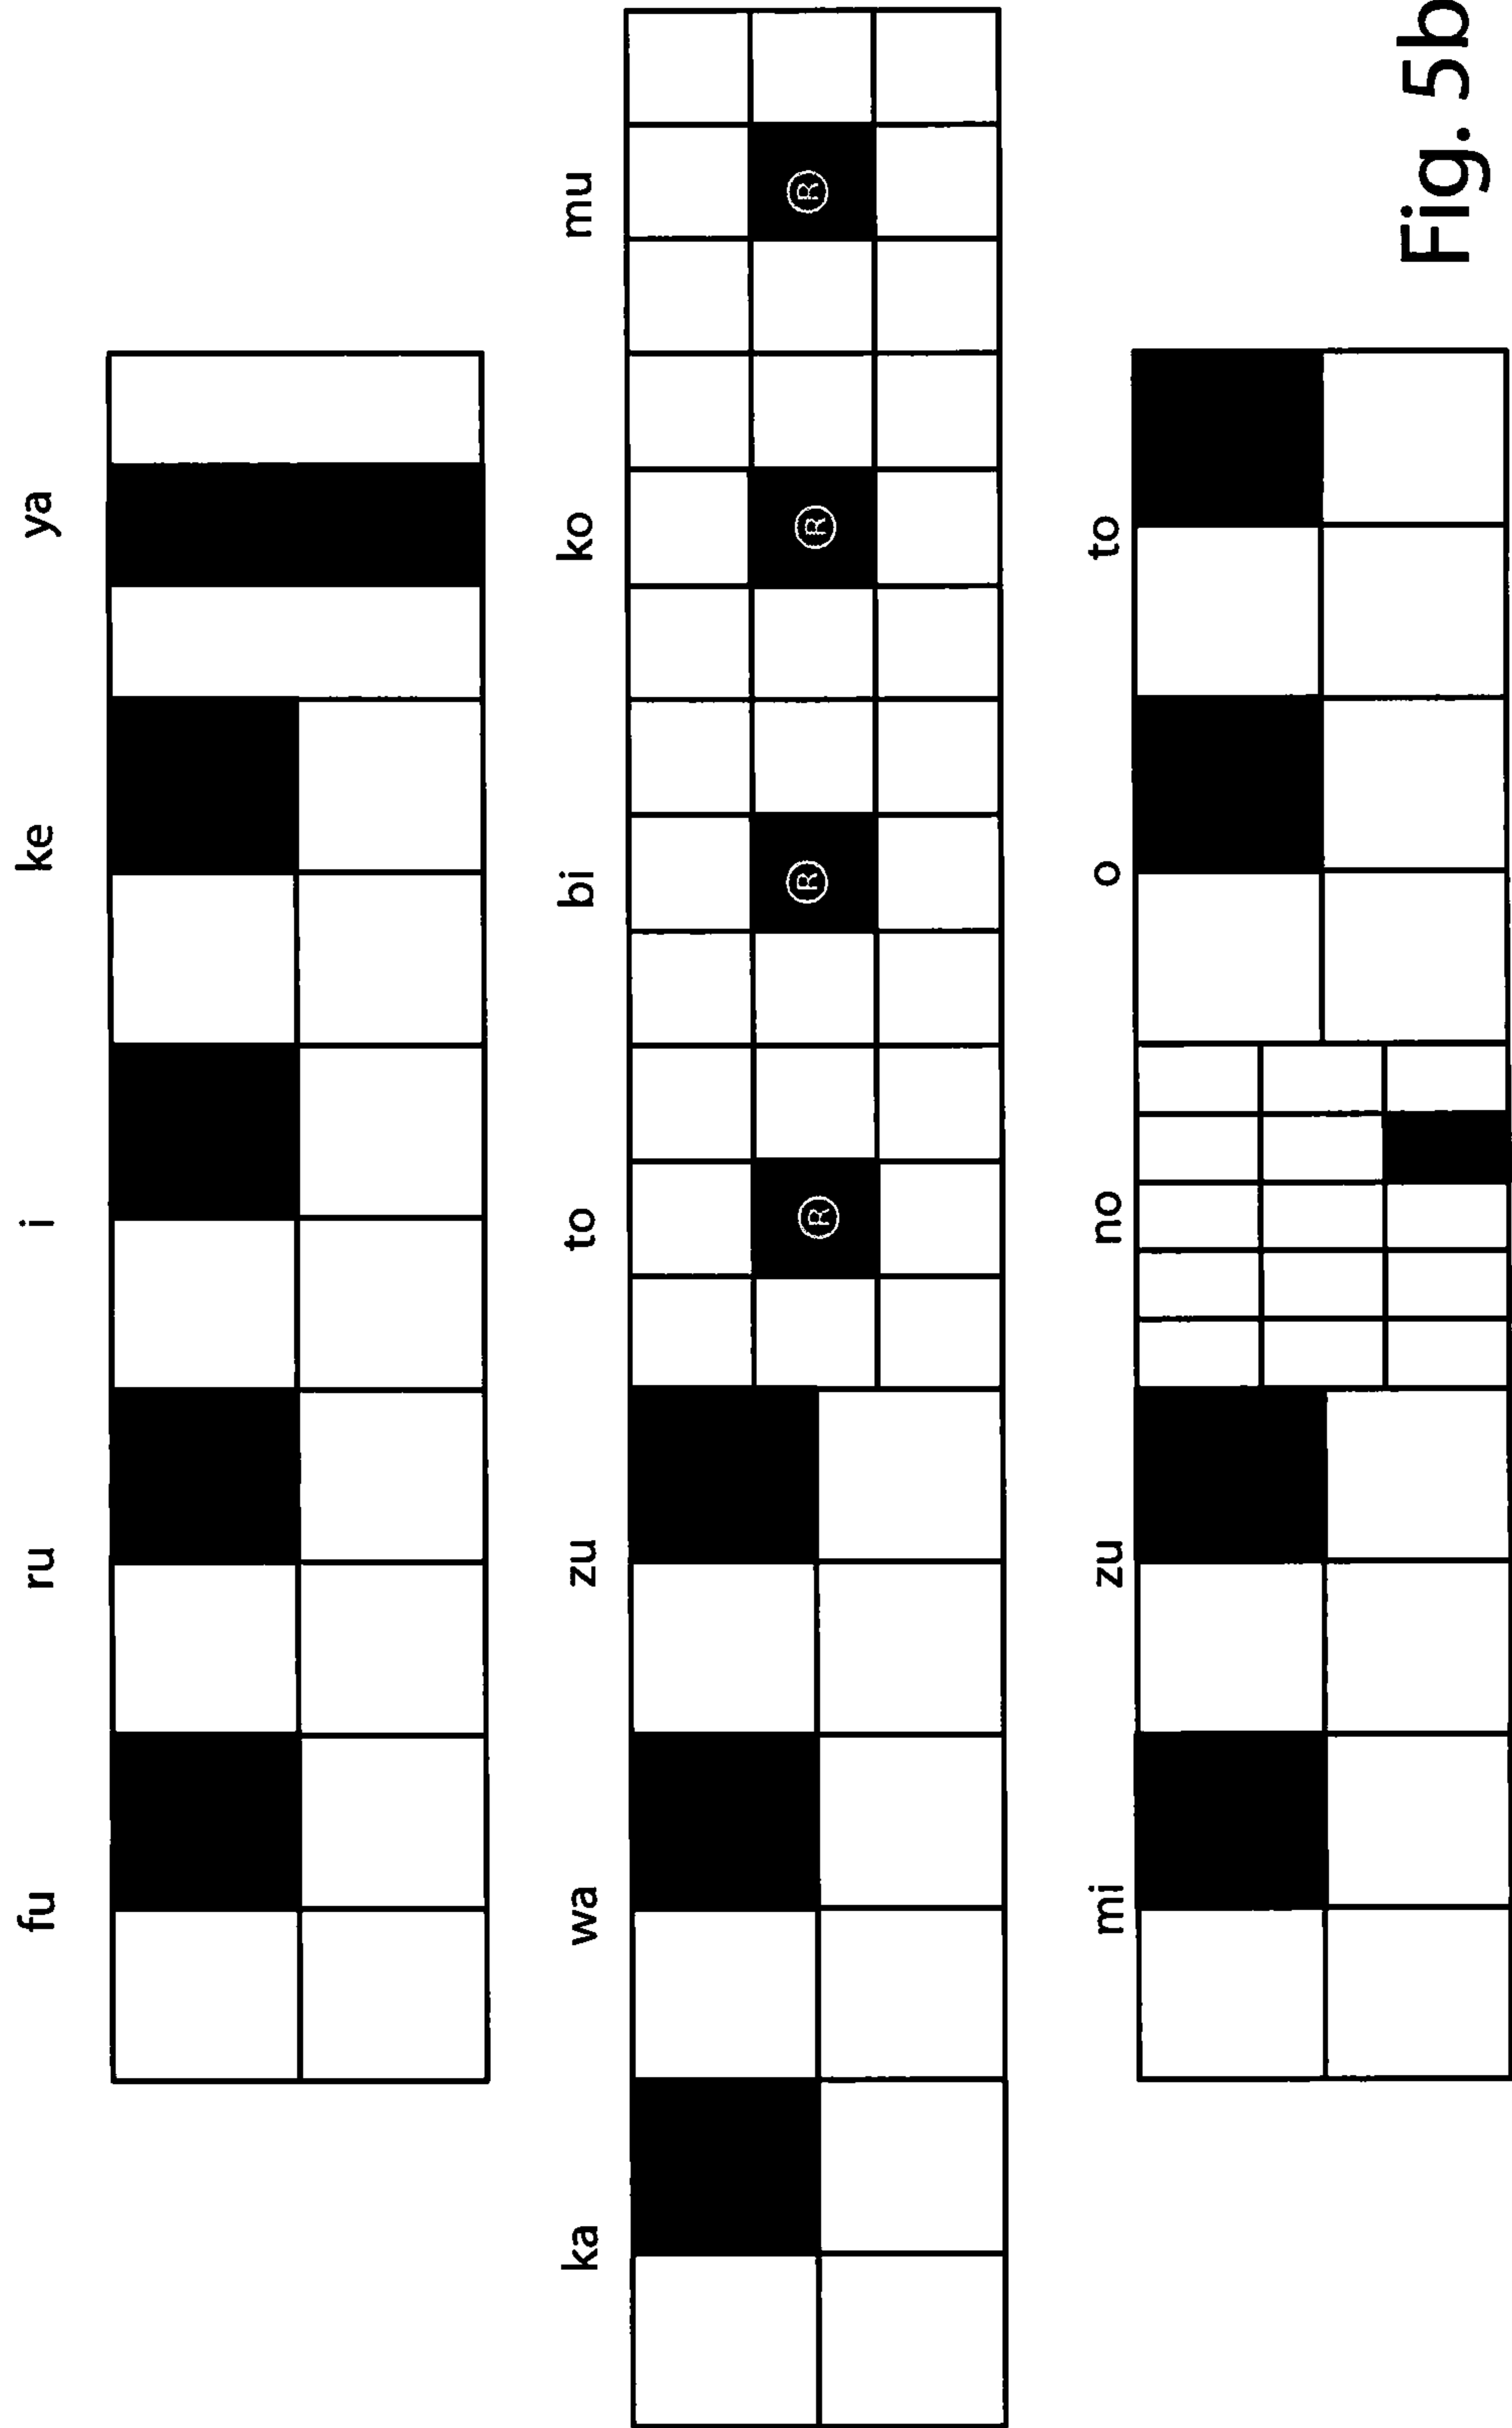 fu ru i ke ya
ka wa zu to bi ko mu
® ® ® ®
mi zu no o to
Fig. 5b